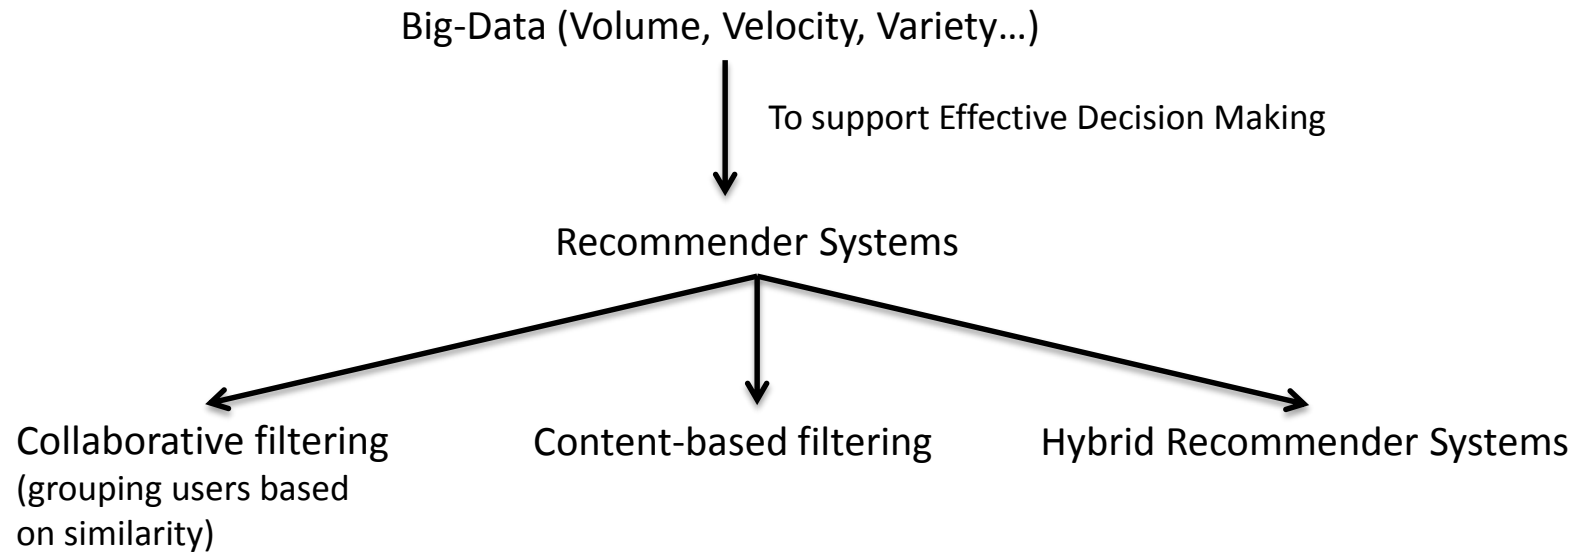 Big-Data (Volume, Velocity, Variety…)
To support Effective Decision Making
Recommender Systems
Collaborative filtering
(grouping users based
on similarity)
Content-based filtering
Hybrid Recommender Systems